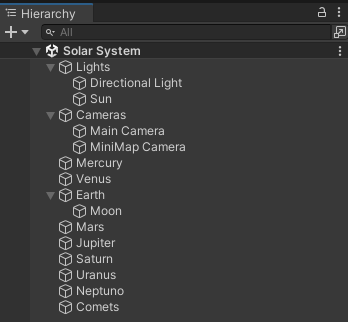 Hierarchy
All
Solar System
Lights
Directional Light
Sun
Cameras
Main Camera
MiniMap Camera
Mercury
Venus
Earth
Moon
Mars
Jupiter
Saturn
Uranus
Neptuno
Comets